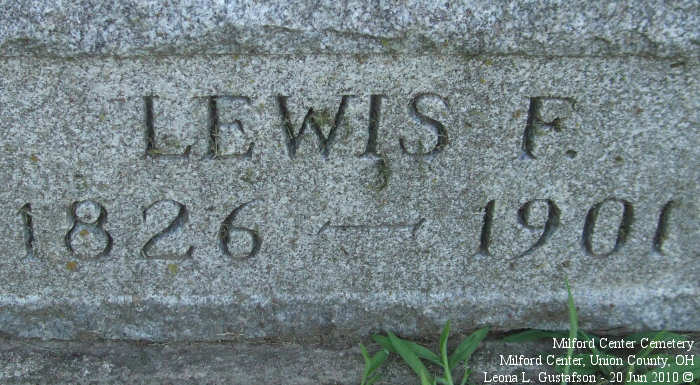 LEWIS F.
1826 — 1901
Milford Center Cemetery
Milford Center, Union County, OH
Leona L. Gustafson - 20 Jun 2010 ©